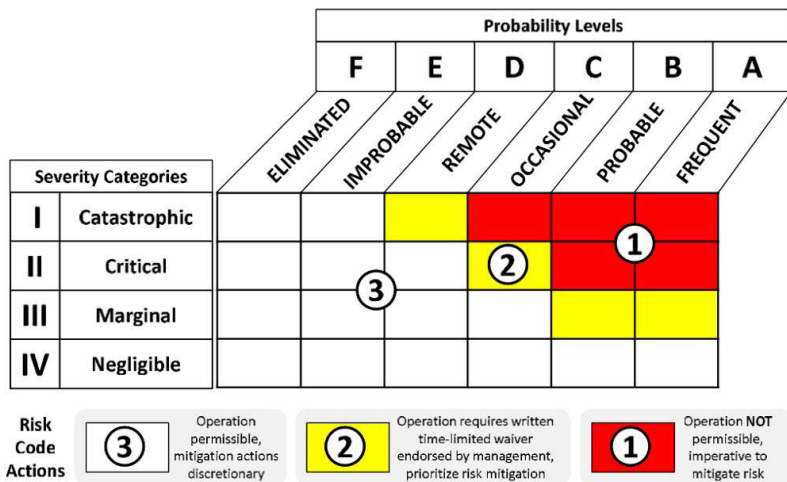 Probability Levels
F E D C B A
ELIMINATED IMPROBABLE REMOTE OCCASIONAL PROBABLE FREQUENT
Severity Categories
I Catastrophic
1
II Critical
2
3
III Marginal
IV Negligible
Risk
Code
Actions
3
Operation
permissible,
mitigation actions
discretionary
2
Operation requires written
time-limited waiver
endorsed by management,
prioritize risk mitigation
1
Operation NOT
permissible,
imperative to
mitigate risk